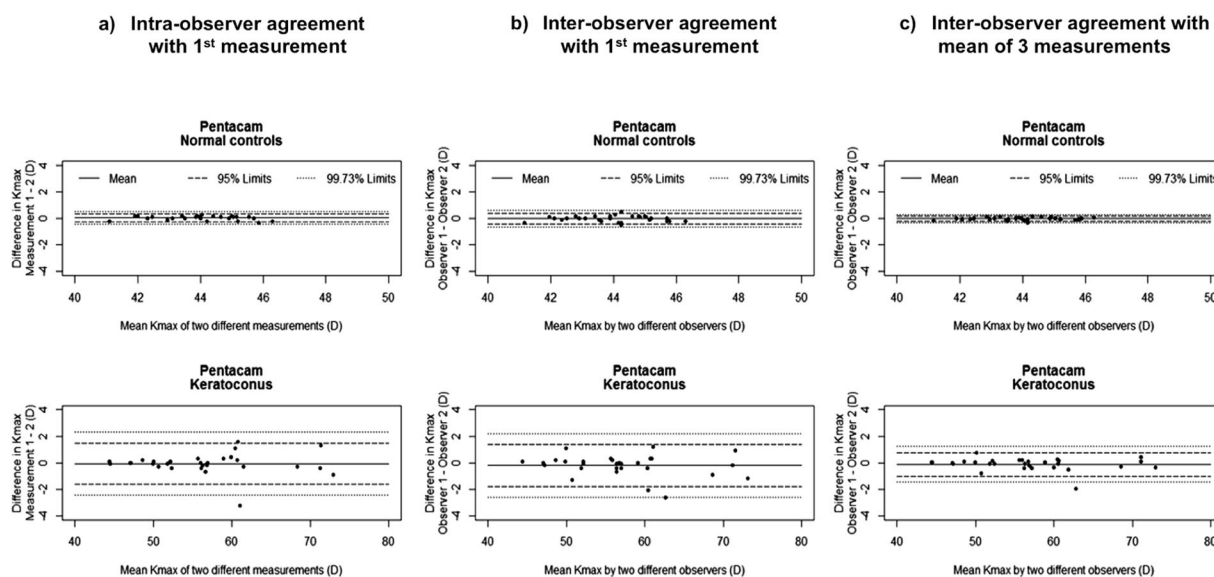 a) Intra-observer agreement
with 1st measurement
b) Inter-observer agreement
with 1st measurement
c) Inter-observer agreement with
mean of 3 measurements
Pentacam
Normal controls
Difference in Kmax
Measurement 1 - 2 (D)
4
2
0
-2
-4
Mean
95% Limits
99.73% Limits
40 42 44 46 48 50
Mean Kmax of two different measurements (D)
Pentacam
Normal controls
Difference in Kmax
Observer 1 - Observer 2 (D)
4
2
0
-2
-4
Mean
95% Limits
99.73% Limits
40 42 44 46 48 50
Mean Kmax by two different observers (D)
Pentacam
Normal controls
Difference in Kmax
Observer 1 - Observer 2 (D)
4
2
0
-2
-4
Mean
95% Limits
99.73% Limits
40 42 44 46 48 50
Mean Kmax by two different observers (D)
Pentacam
Keratoconus
Difference in Kmax
Measurement 1 - 2 (D)
4
2
0
-2
-4
40 50 60 70 80
Mean Kmax of two different measurements (D)
Pentacam
Keratoconus
Difference in Kmax
Observer 1 - Observer 2 (D)
4
2
0
-2
-4
40 50 60 70 80
Mean Kmax by two different observers (D)
Pentacam
Keratoconus
Difference in Kmax
Observer 1 - Observer 2 (D)
4
2
0
-2
-4
40 50 60 70 80
Mean Kmax by two different observers (D)